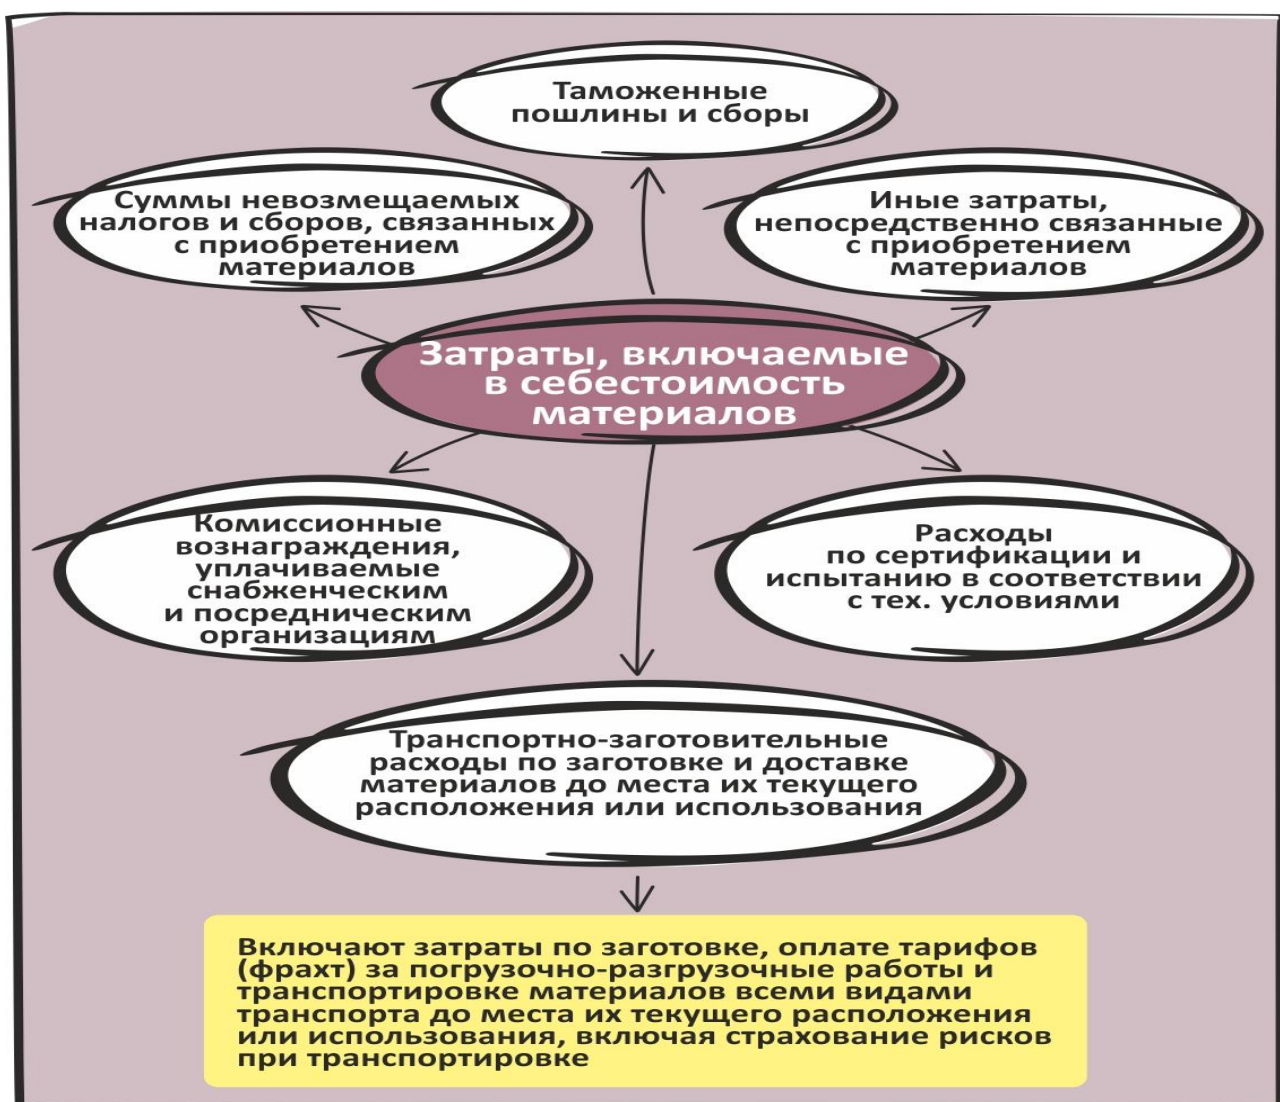 Таможенные
пошлины и сборы
Суммы невозмещаемых
налогов и сборов, связанных
с приобретением
материалов
Иные затраты,
непосредственно связанные
с приобретением
материалов
Затраты, включаемые
в себестоимость
материалов
Комиссионные
вознаграждения,
уплачиваемые
снабженческим
и посредническим
организациям
Расходы
по сертификации и
испытанию в соответствии
с тех. условиями
Транспортно-заготовительные
расходы по заготовке и доставке
материалов до места их текущего
расположения или использования
Включают затраты по заготовке, оплате тарифов
(фрахт) за погрузочно-разгрузочные работы и
транспортировке материалов всеми видами
транспорта до места их текущего расположения
или использования, включая страхование рисков
при транспортировке